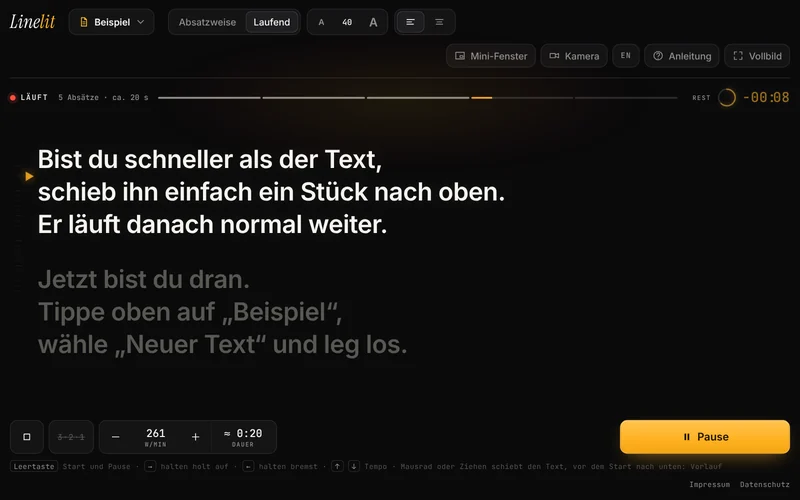 Linelit
Beispiel
Absatzweise Laufend
A 40 A
Mini-Fenster Kamera EN Anleitung Vollbild
LÄUFT 5 Absätze · ca. 20 s REST -00:08
Bist du schneller als der Text,
schieb ihn einfach ein Stück nach oben.
Er läuft danach normal weiter.
Jetzt bist du dran.
Tippe oben auf „Beispiel“,
wähle „Neuer Text“ und leg los.
3-2-1 − 261 + ≈ 0:20 Pause
W/MIN DAUER
Leertaste Start und Pause · → halten holt auf · ← halten bremst · ↑ ↓ Tempo · Mausrad oder Ziehen schiebt den Text, vor dem Start nach unten: Vorlauf
Impressum Datenschutz